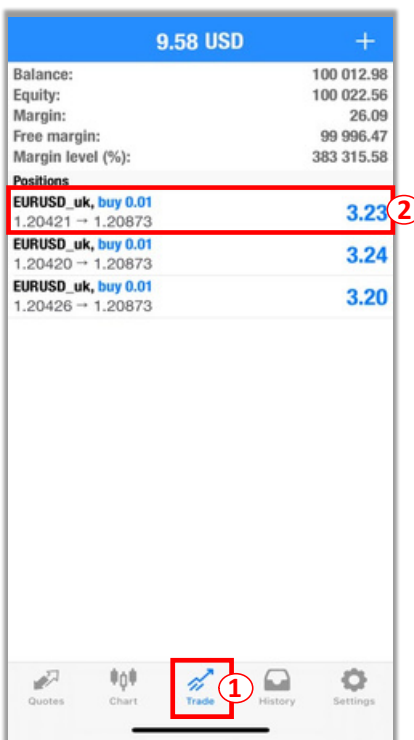 9.58 USD +
Balance: 100 012.98
Equity: 100 022.56
Margin: 26.09
Free margin: 99 996.47
Margin level (%): 383 315.58
Positions
EURUSD_uk, buy 0.01
1.20421 → 1.20873 3.23 2
EURUSD_uk, buy 0.01
1.20420 → 1.20873 3.24
EURUSD_uk, buy 0.01
1.20426 → 1.20873 3.20
1
Quotes Chart Trade History Settings